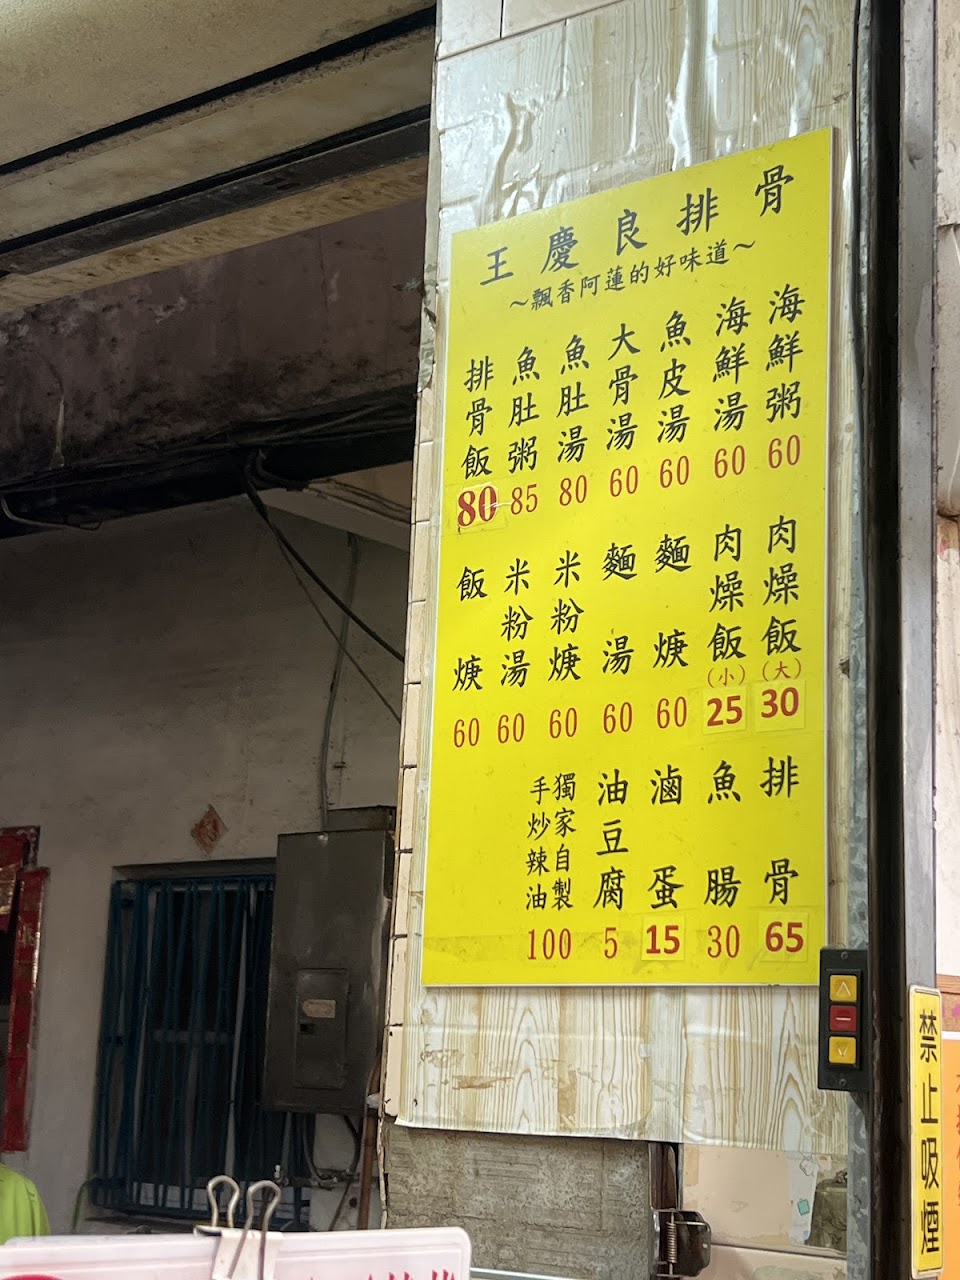 王慶良排骨
~飄香阿蓮的好味道~
海鮮粥 60
海鮮湯 60
魚皮湯 60
大骨湯 60
魚肚湯 80
魚肚粥 85
排骨飯 80
肉燥飯(大) 30
肉燥飯(小) 25
麵焿 60
麵湯 60
米粉焿 60
米粉湯 60
飯焿 60
排骨 65
魚腸 30
滷蛋 15
油豆腐 5
獨家自製
手炒辣油 100
禁止吸煙